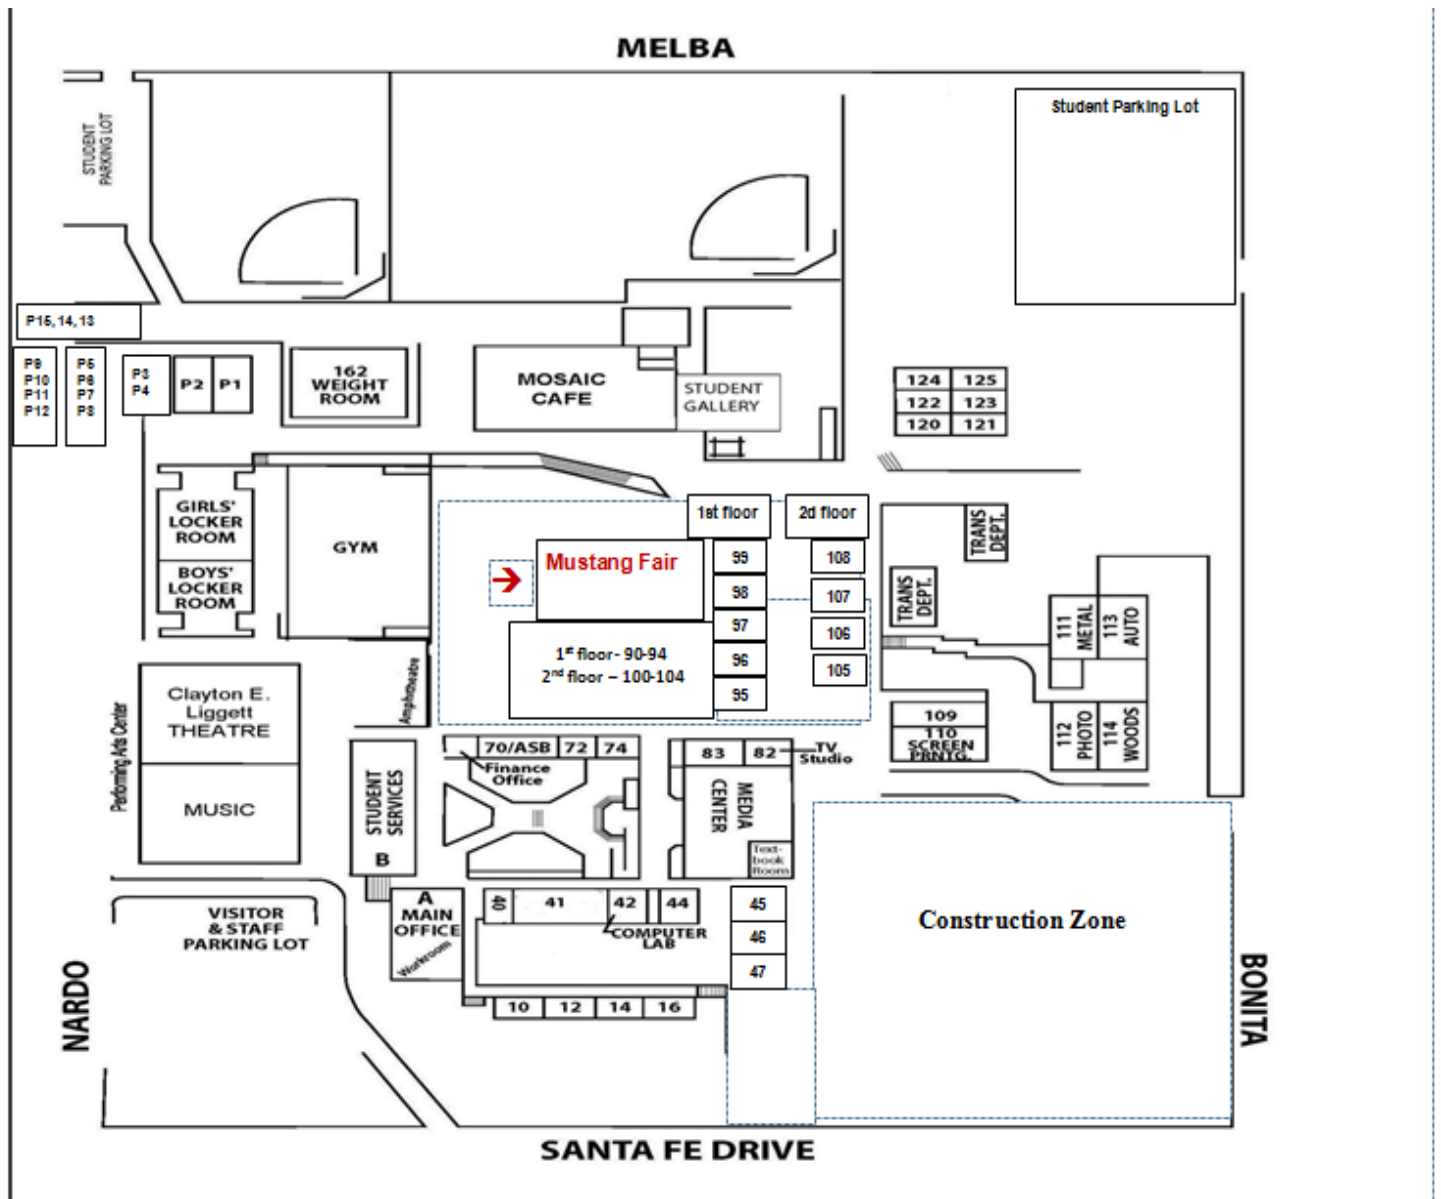 MELBA
STUDENT
PARKING LOT
Student Parking Lot
P15, 14, 13
P9
P10
P11
P12
P5
P6
P7
P8
P3
P4
P2
P1
162
WEIGHT
ROOM
MOSAIC
CAFE
STUDENT
GALLERY
124
125
122
123
120
121
GIRLS'
LOCKER
ROOM
BOYS'
LOCKER
ROOM
GYM
1st floor
2d floor
Mustang Fair
99
98
97
96
95
108
107
106
105
1st floor- 90-94
2nd floor – 100-104
TRANS
DEPT.
TRANS
DEPT.
111
METAL
113
AUTO
112
PHOTO
114
WOODS
109
110
SCREEN
PRNTG.
Amphitheatre
Performing Arts Center
Clayton E.
Liggett
THEATRE
MUSIC
STUDENT
SERVICES
B
70/ASB
72
74
Finance
Office
83
82
TV
Studio
MEDIA
CENTER
Text-
book
Room
VISITOR
& STAFF
PARKING LOT
A
MAIN
OFFICE
Workroom
40
41
42
44
COMPUTER
LAB
45
46
47
10
12
14
16
Construction Zone
NARDO
BONITA
SANTA FE DRIVE